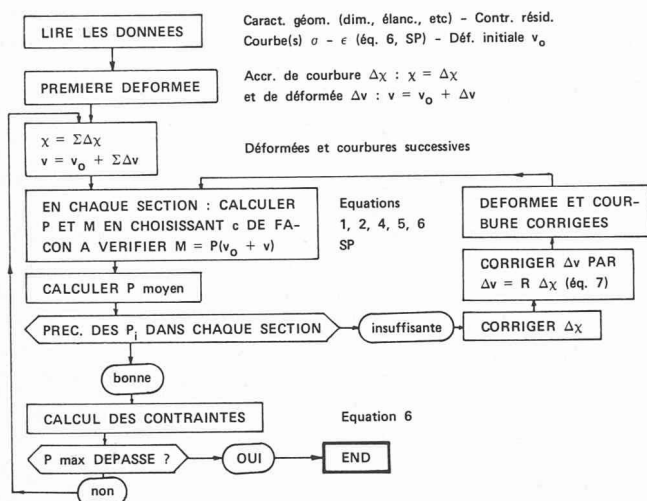 LIRE LES DONNEES
Caract. géom. (dim., élanc., etc) – Contr. résid.
Courbe(s) σ – ϵ (éq. 6, SP) – Déf. initiale v₀
PREMIERE DEFORMEE
Accr. de courbure Δχ : χ = Δχ
et de déformée Δv : v = v₀ + Δv
χ = ΣΔχ
v = v₀ + ΣΔv
Déformées et courbures successives
EN CHAQUE SECTION : CALCULER
P ET M EN CHOISISSANT c DE FA-
CON A VERIFIER M = P(v₀ + v)
Equations
1, 2, 4, 5, 6
SP
DEFORMEE ET COUR-
BURE CORRIGEES
CORRIGER Δv PAR
Δv = R Δχ (éq. 7)
CALCULER P moyen
PREC. DES Pᵢ DANS CHAQUE SECTION
insuffisante
CORRIGER Δχ
bonne
CALCUL DES CONTRAINTES
Equation 6
P max DEPASSE ?
OUI
END
non